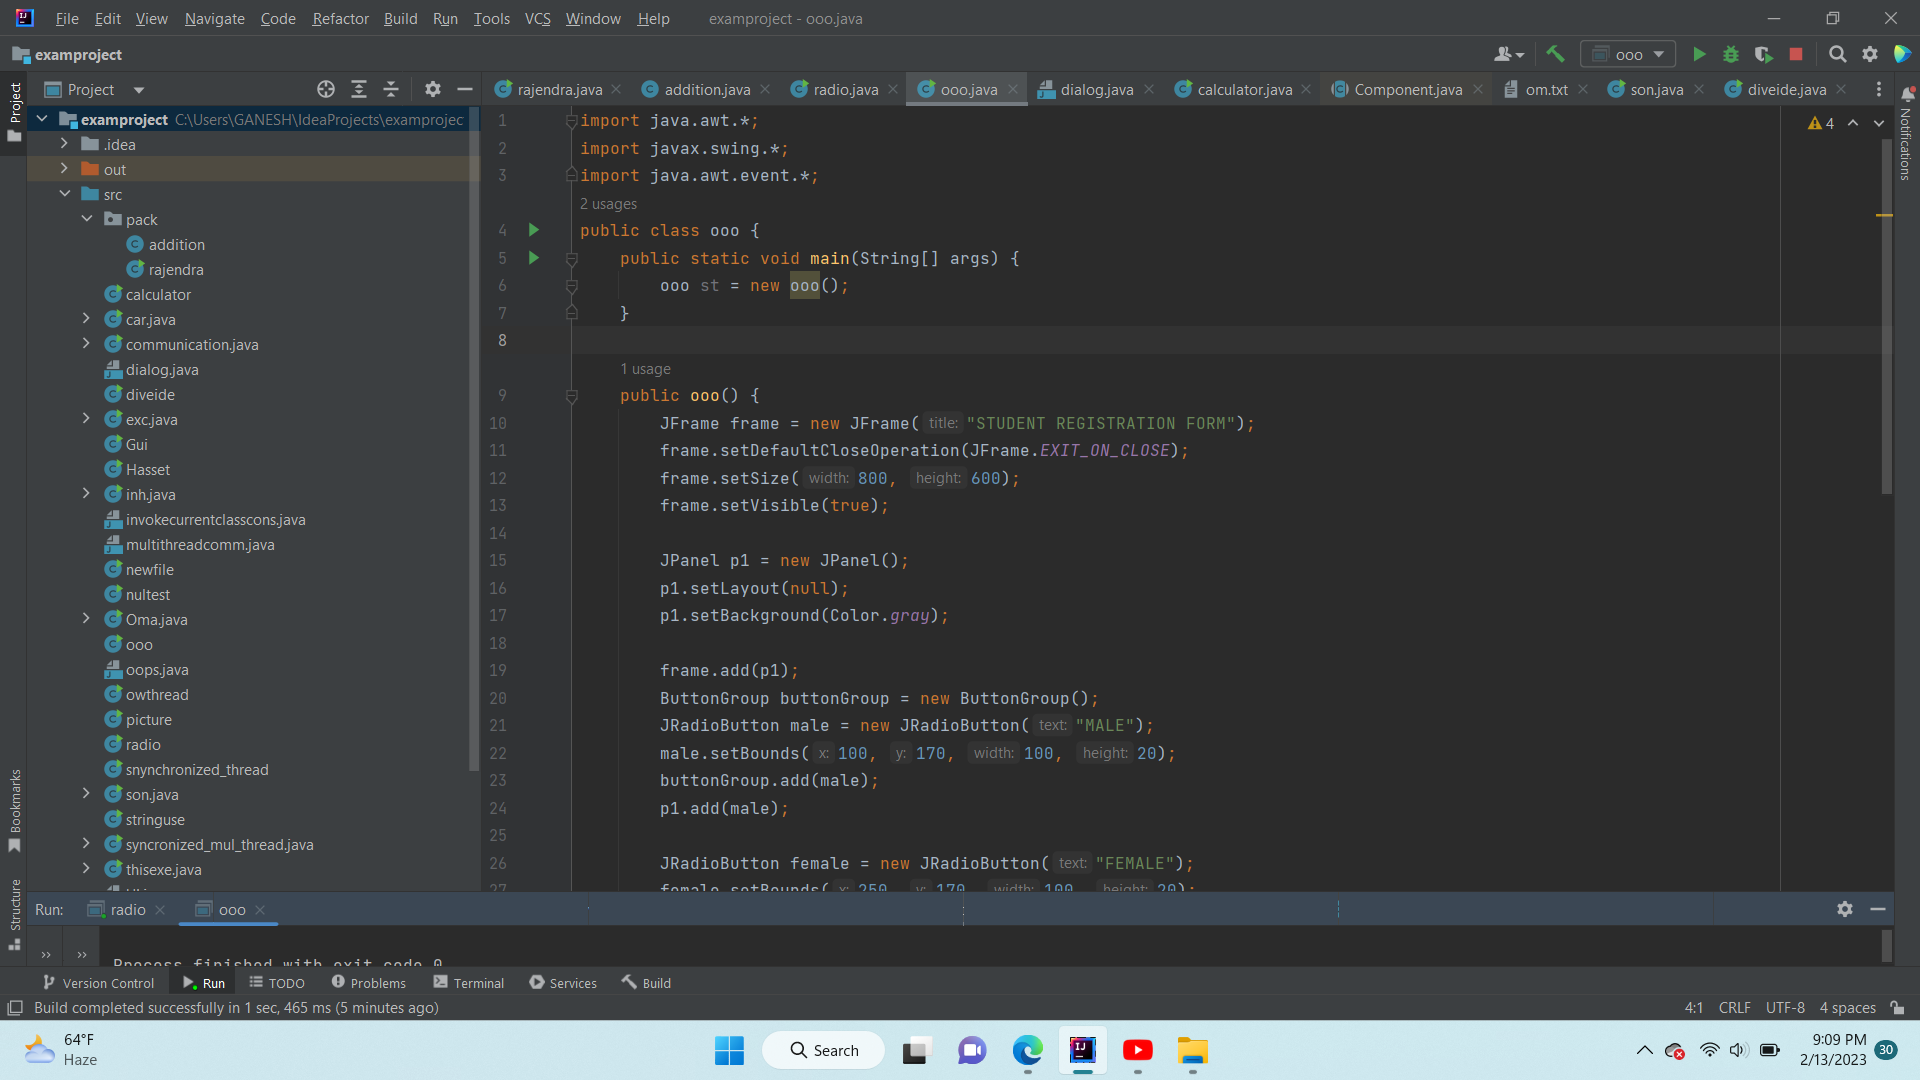 File Edit View Navigate Code Refactor Build Run Tools VCS Window Help examproject - ooo.java
examproject
ooo
Project
rajendra.java addition.java radio.java ooo.java dialog.java calculator.java Component.java om.txt son.java diveide.java
Project
Bookmarks
Structure
Notifications
examproject C:\Users\GANESH\IdeaProjects\examprojec
.idea
out
src
pack
addition
rajendra
calculator
car.java
communication.java
dialog.java
diveide
exc.java
Gui
Hasset
inh.java
invokecurrentclasscons.java
multithreadcomm.java
newfile
nultest
Oma.java
ooo
oops.java
owthread
picture
radio
snynchronized_thread
son.java
stringuse
syncronized_mul_thread.java
thisexe.java
4
1 import java.awt.*;
2 import javax.swing.*;
3 import java.awt.event.*;
2 usages
4 public class ooo {
5 public static void main(String[] args) {
6 ooo st = new ooo();
7 }
8
1 usage
9 public ooo() {
10 JFrame frame = new JFrame( title: "STUDENT REGISTRATION FORM");
11 frame.setDefaultCloseOperation(JFrame.EXIT_ON_CLOSE);
12 frame.setSize( width: 800, height: 600);
13 frame.setVisible(true);
14
15 JPanel p1 = new JPanel();
16 p1.setLayout(null);
17 p1.setBackground(Color.gray);
18
19 frame.add(p1);
20 ButtonGroup buttonGroup = new ButtonGroup();
21 JRadioButton male = new JRadioButton( text: "MALE");
22 male.setBounds( x: 100, y: 170, width: 100, height: 20);
23 buttonGroup.add(male);
24 p1.add(male);
25
26 JRadioButton female = new JRadioButton( text: "FEMALE");
27 female.setBounds( x: 250, y: 170, width: 100, height: 20);
Run: radio ooo
Process finished with exit code 0
Version Control Run TODO Problems Terminal Services Build
Build completed successfully in 1 sec, 465 ms (5 minutes ago) 4:1 CRLF UTF-8 4 spaces
64°F
Haze
Search
9:09 PM
2/13/2023
30